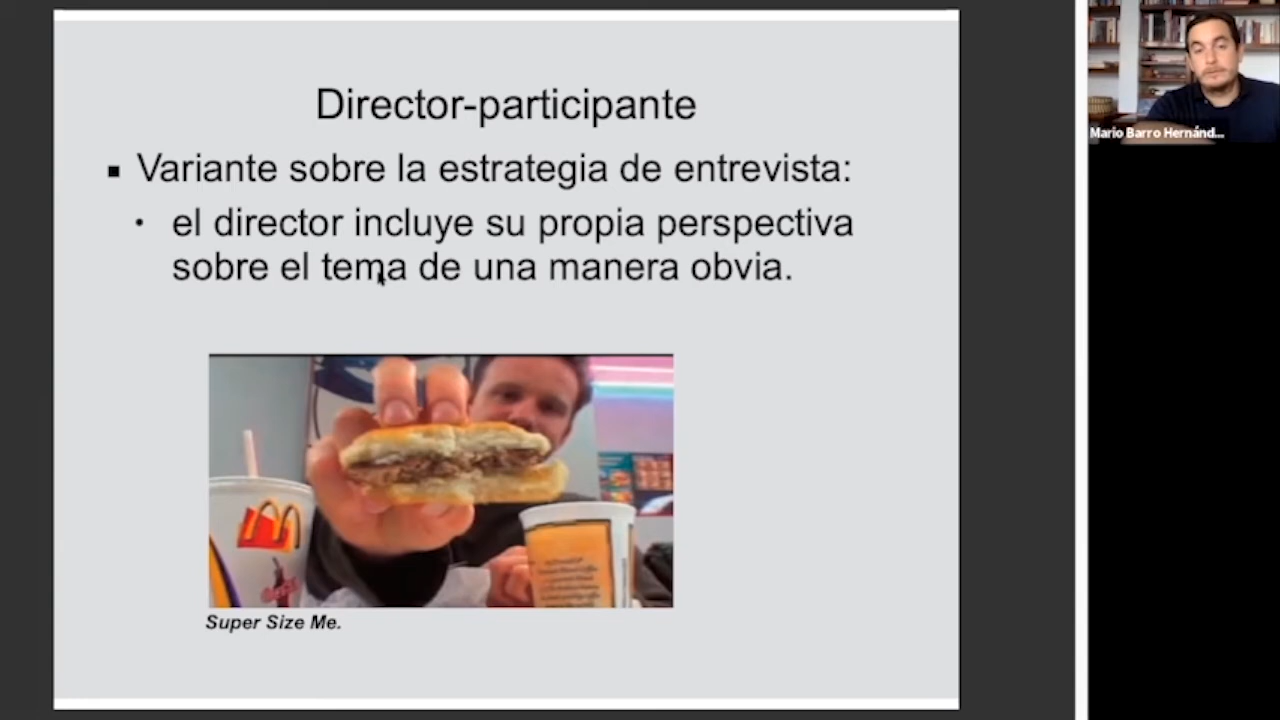 Director-participante
Variante sobre la estrategia de entrevista:
el director incluye su propia perspectiva
sobre el tema de una manera obvia.
Super Size Me.
Mario Barro Hernánd...